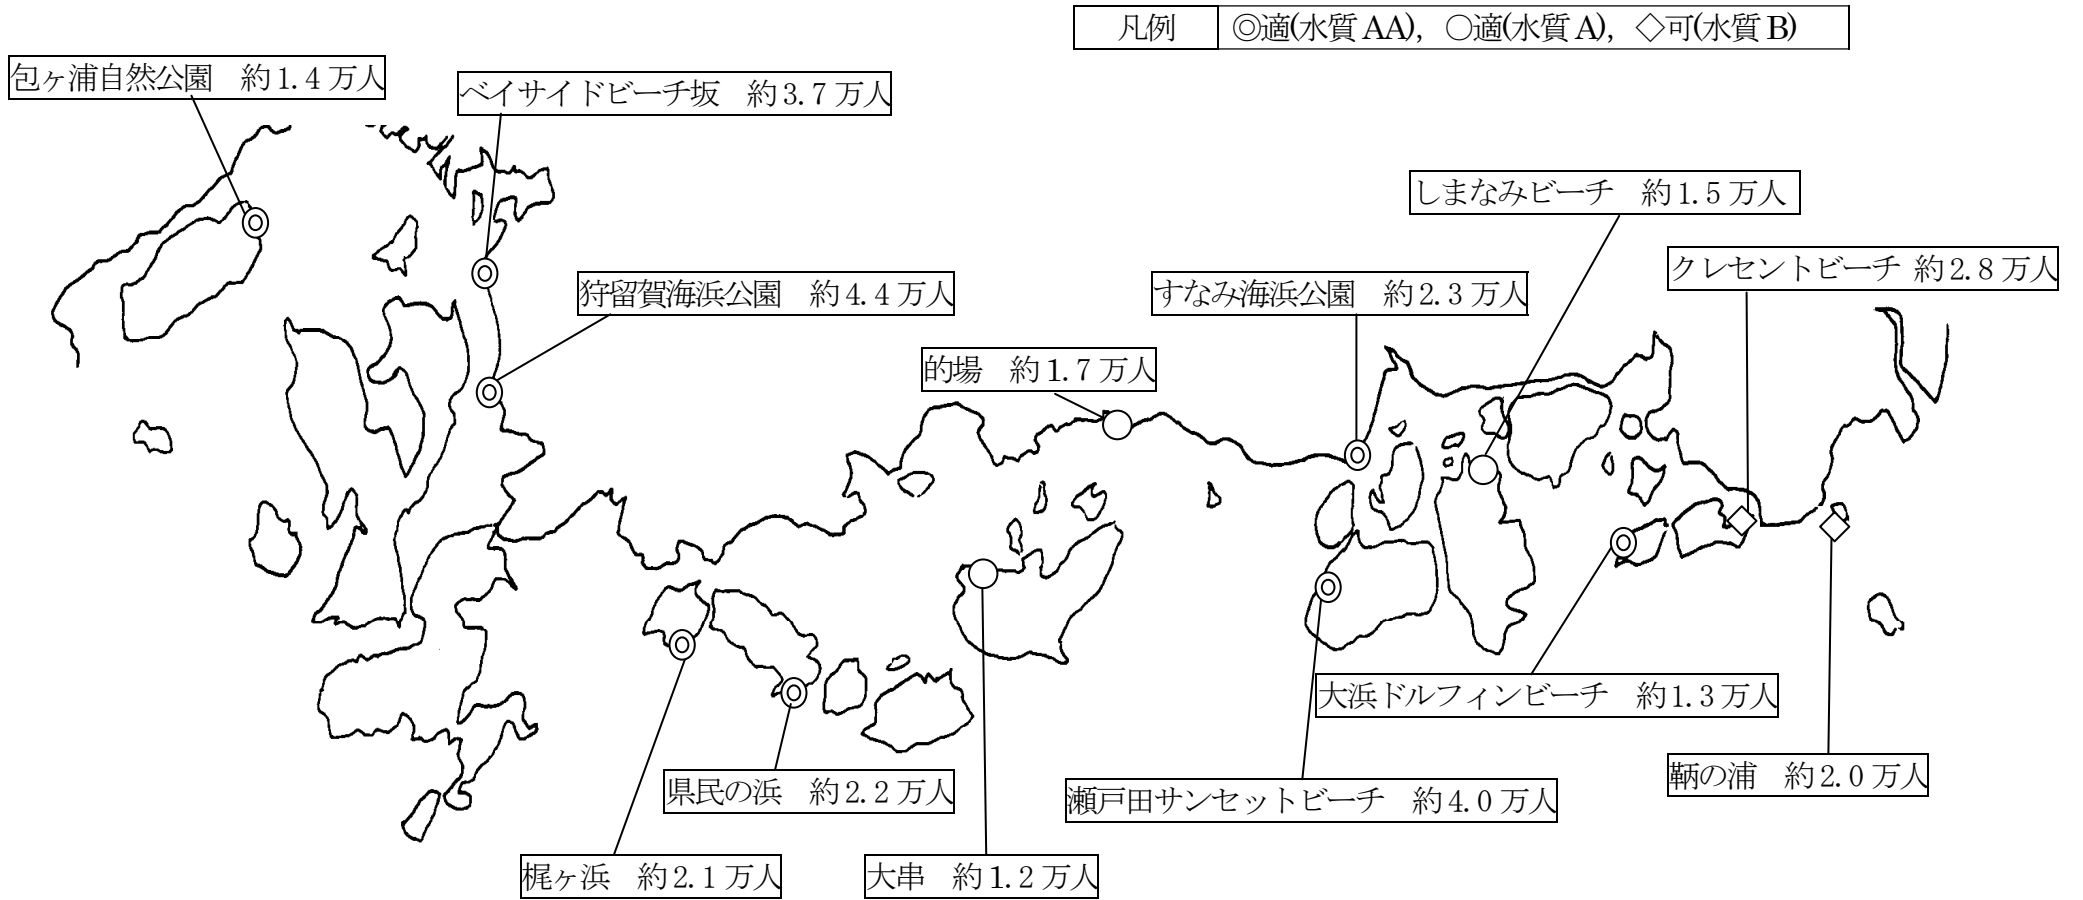 凡例 ◎適(水質AA),○適(水質A),◇可(水質B)
包ヶ浦自然公園 約1.4万人
ベイサイドビーチ坂 約3.7万人
しまなみビーチ 約1.5万人
クレセントビーチ 約2.8万人
狩留賀海浜公園 約4.4万人
すなみ海浜公園 約2.3万人
的場 約1.7万人
大浜ドルフィンビーチ 約1.3万人
鞆の浦 約2.0万人
県民の浜 約2.2万人
瀬戸田サンセットビーチ 約4.0万人
梶ヶ浜 約2.1万人
大串 約1.2万人